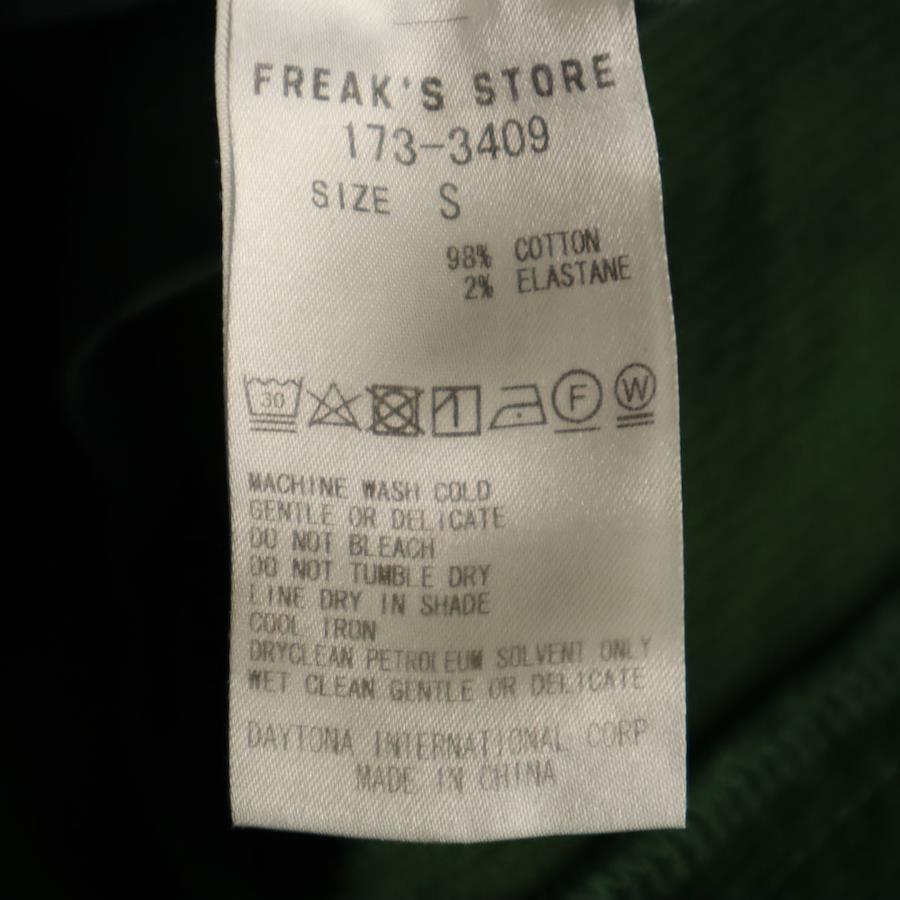 FREAK'S STORE
173-3409
SIZE S
98% COTTON
2% ELASTANE
30 F W
MACHINE WASH COLD
GENTLE OR DELICATE
DO NOT BLEACH
DO NOT TUMBLE DRY
LINE DRY IN SHADE
COOL IRON
DRYCLEAN PETROLEUM SOLVENT ONLY
WET CLEAN GENTLE OR DELICATE
DAYTONA INTERNATIONAL CORP
MADE IN CHINA